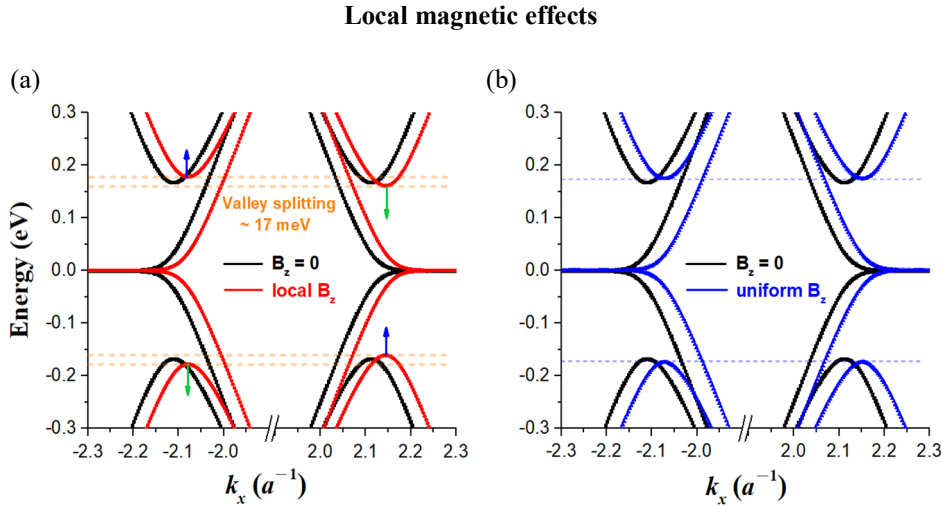 Local magnetic effects
(a)
(b)
0.3
0.2
0.1
0.0
-0.1
-0.2
-0.3
Energy (eV)
Valley splitting
~ 17 meV
B_z = 0
local B_z
-2.3 -2.2 -2.1 -2.0 2.0 2.1 2.2 2.3
k_x (a⁻¹)
0.3
0.2
0.1
0.0
-0.1
-0.2
-0.3
B_z = 0
uniform B_z
-2.3 -2.2 -2.1 -2.0 2.0 2.1 2.2 2.3
k_x (a⁻¹)